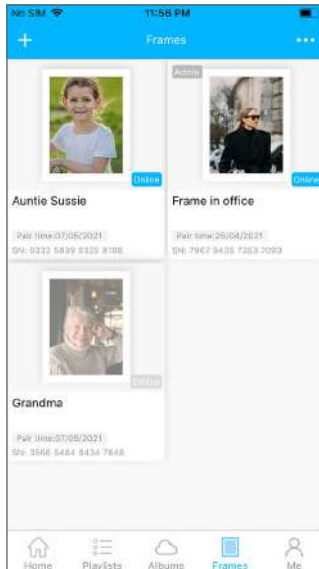 No SIM 11:56 PM
Frames
Admin
Online
Online
Auntie Sussie
Frame in office
Pair time:07/05/2021
Pair time:26/04/2021
SN: 0333 5839 8325 8188
SN: 7967 9435 7353 7093
Offline
Grandma
Pair time:07/05/2021
SN: 3566 5464 8434 7848
Home
Playlists
Albums
Frames
Me